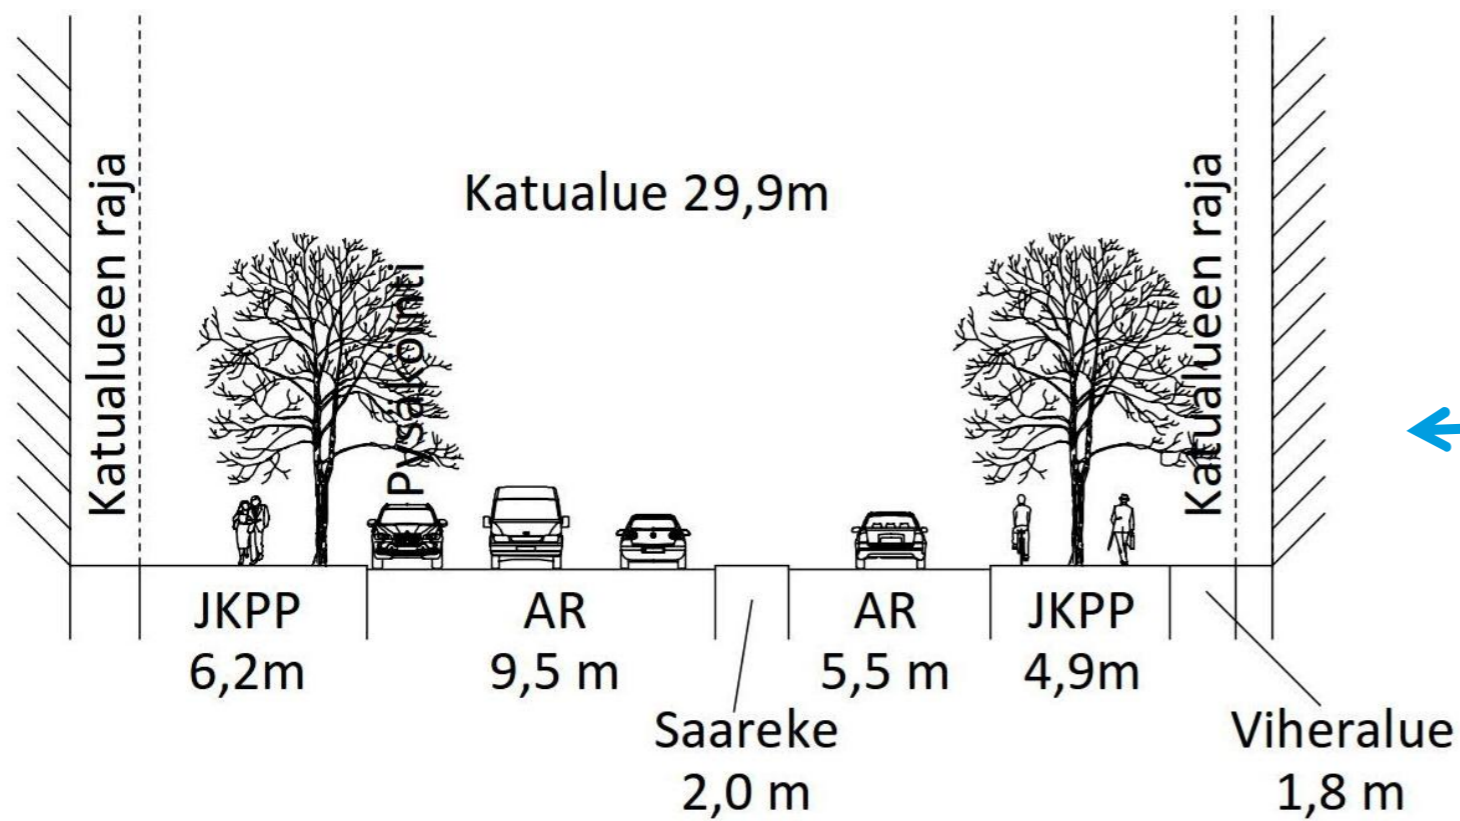 Katualue 29,9m
Katualueen raja
Pysäköinti
Katualueen raja
JKPP
6,2m
AR
9,5 m
AR
5,5 m
JKPP
4,9m
Saareke
2,0 m
Viheralue
1,8 m